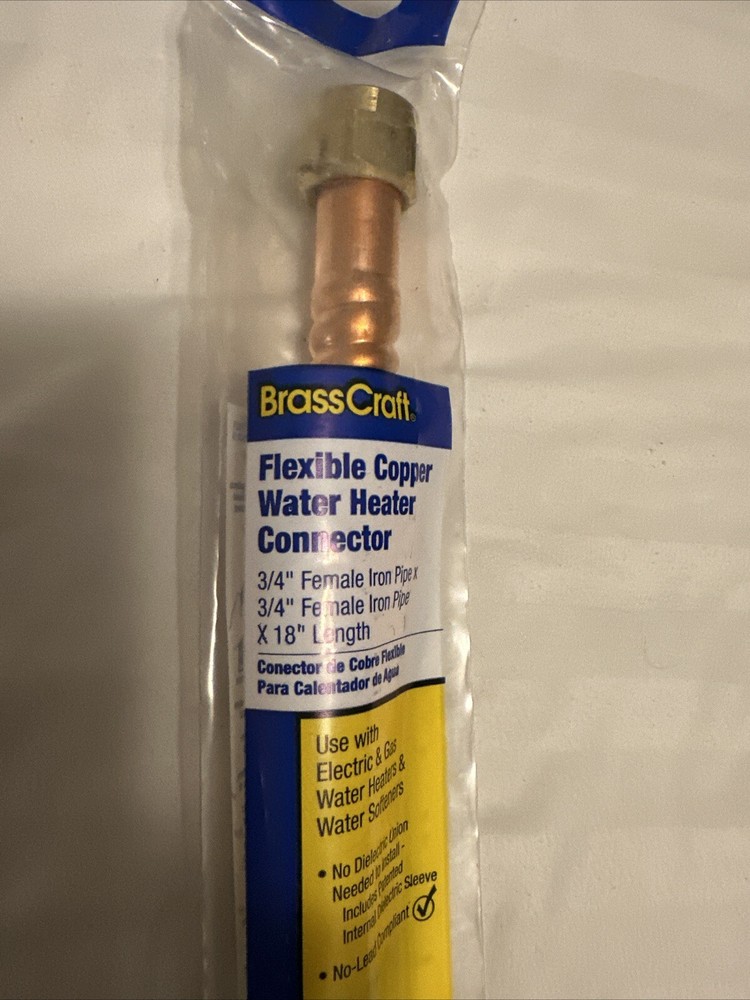 BrassCraft®
Flexible Copper
Water Heater
Connector
3/4" Female Iron Pipe x
3/4" Female Iron Pipe
X 18" Length
Conector de Cobre Flexible
Para Calentador de Agua
Use with
Electric & Gas
Water Heaters &
Water Softeners
• No Dielectric Union
Needed to Install -
Includes Patented
Internal Dielectric Sleeve
• No-Lead Compliant